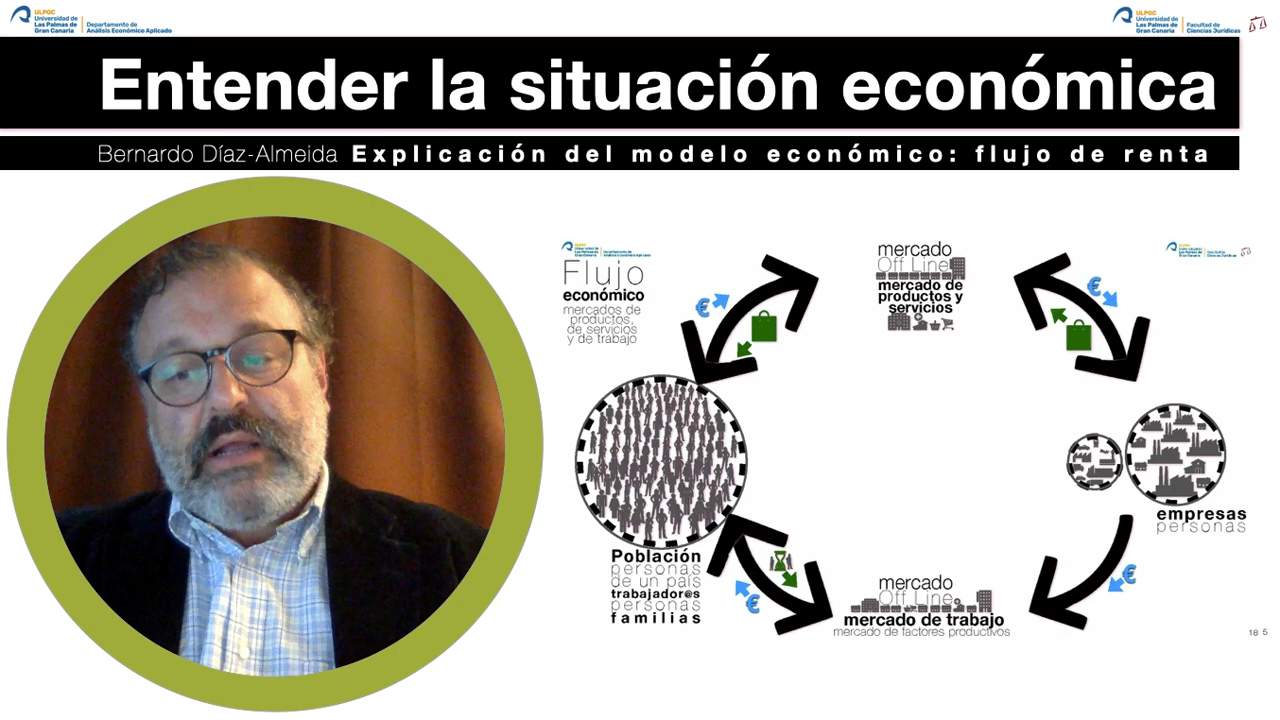 ULPGC
Universidad de
Las Palmas de
Gran Canaria
Departamento de
Análisis Económico Aplicado
ULPGC
Universidad de
Las Palmas de
Gran Canaria
Facultad de
Ciencias Jurídicas
Entender la situación económica
Bernardo Díaz-Almeida Explicación del modelo económico: flujo de renta
Flujo
económico
mercados de
productos,
de servicios
y de trabajo
€
mercado
Off Line
mercado de
productos y
servicios
€
Población
personas
de un país
trabajador@s
personas
familias
€
mercado
Off Line
mercado de trabajo
mercado de factores productivos
empresas
personas
€
18 5